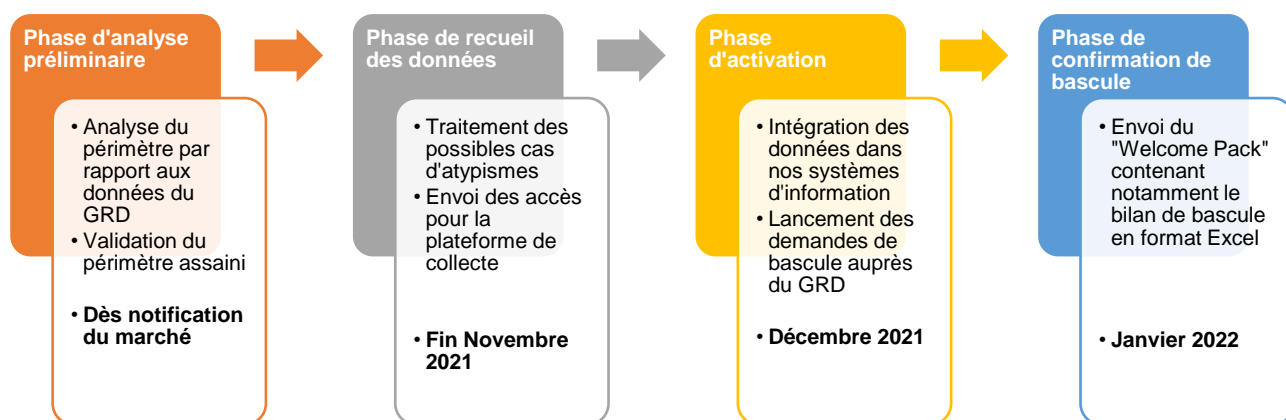 Phase d'analyse
préliminaire
• Analyse du
périmètre par
rapport aux
données du
GRD
• Validation du
périmètre assaini
• Dès notification
du marché
Phase de recueil
des données
• Traitement des
possibles cas
d'atypismes
• Envoi des accès
pour la
plateforme de
collecte
• Fin Novembre
2021
Phase
d'activation
• Intégration des
données dans
nos systèmes
d'information
• Lancement des
demandes de
bascule auprès
du GRD
• Décembre 2021
Phase de
confirmation de
bascule
• Envoi du
"Welcome Pack"
contenant
notamment le
bilan de bascule
en format Excel
• Janvier 2022